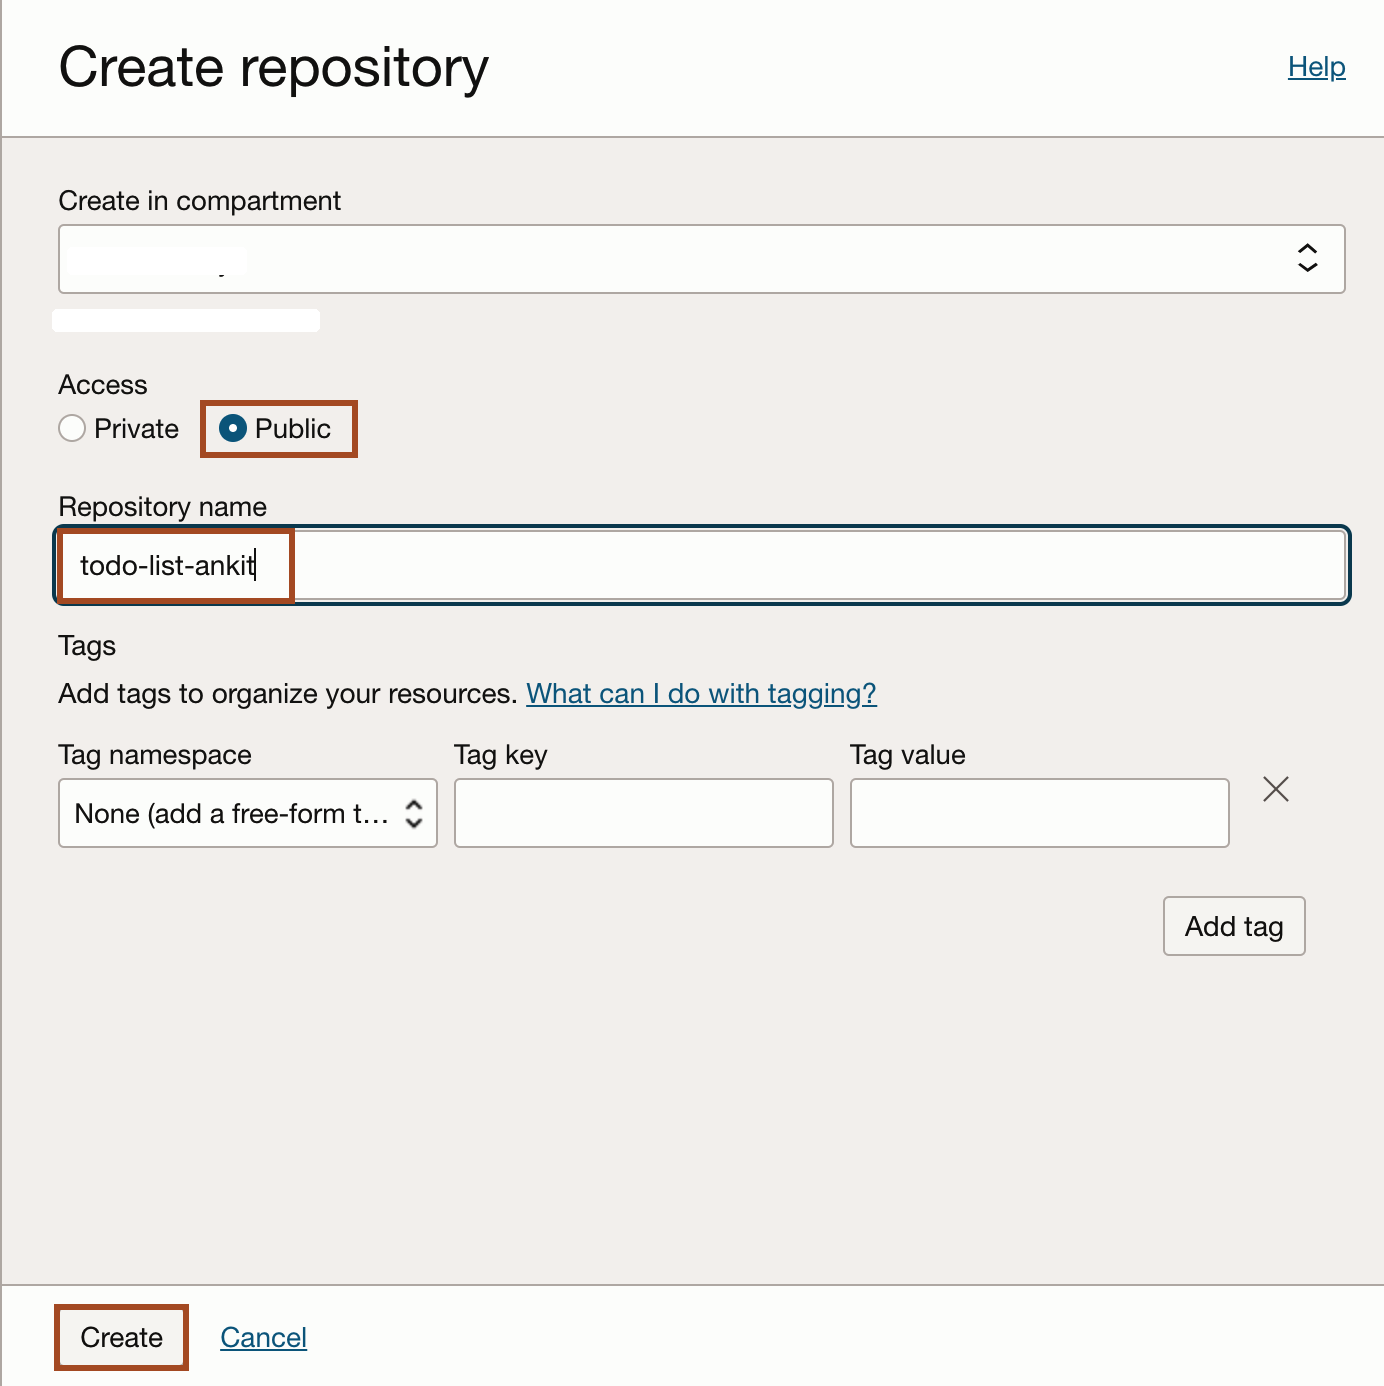 Create repository
Help
Create in compartment
Access
Private
Public
Repository name
todo-list-ankit
Tags
Add tags to organize your resources. What can I do with tagging?
Tag namespace
Tag key
Tag value
None (add a free-form t...
Add tag
Create
Cancel